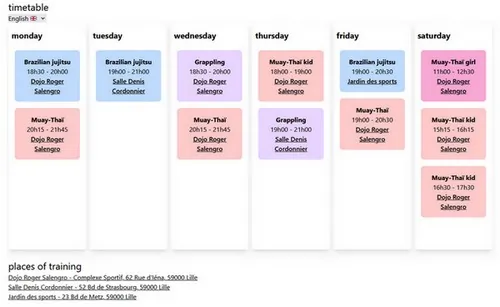 timetable
English
monday
Brazilian jujitsu
18h30 - 20h00
Dojo Roger
Salengro
Muay-Thaï
20h15 - 21h45
Dojo Roger
Salengro
tuesday
Brazilian jujitsu
19h00 - 21h00
Salle Denis
Cordonnier
wednesday
Grappling
18h30 - 20h00
Dojo Roger
Salengro
Muay-Thaï
20h15 - 21h45
Dojo Roger
Salengro
thursday
Muay-Thaï kid
18h00 - 19h00
Dojo Roger
Salengro
Grappling
19h00 - 21h00
Salle Denis
Cordonnier
friday
Brazilian jujitsu
19h00 - 20h30
Jardin des sports
Muay-Thaï
19h00 - 20h30
Dojo Roger
Salengro
saturday
Muay-Thaï girl
11h00 - 12h30
Dojo Roger
Salengro
Muay-Thaï kid
15h15 - 16h15
Dojo Roger
Salengro
Muay-Thaï kid
16h30 - 17h30
Dojo Roger
Salengro
places of training
Dojo Roger Salengro - Complexe Sportif, 62 Rue d'Iéna, 59000 Lille
Salle Denis Cordonnier - 52 Bd de Strasbourg, 59000 Lille
Jardin des sports - 23 Bd de Metz, 59000 Lille